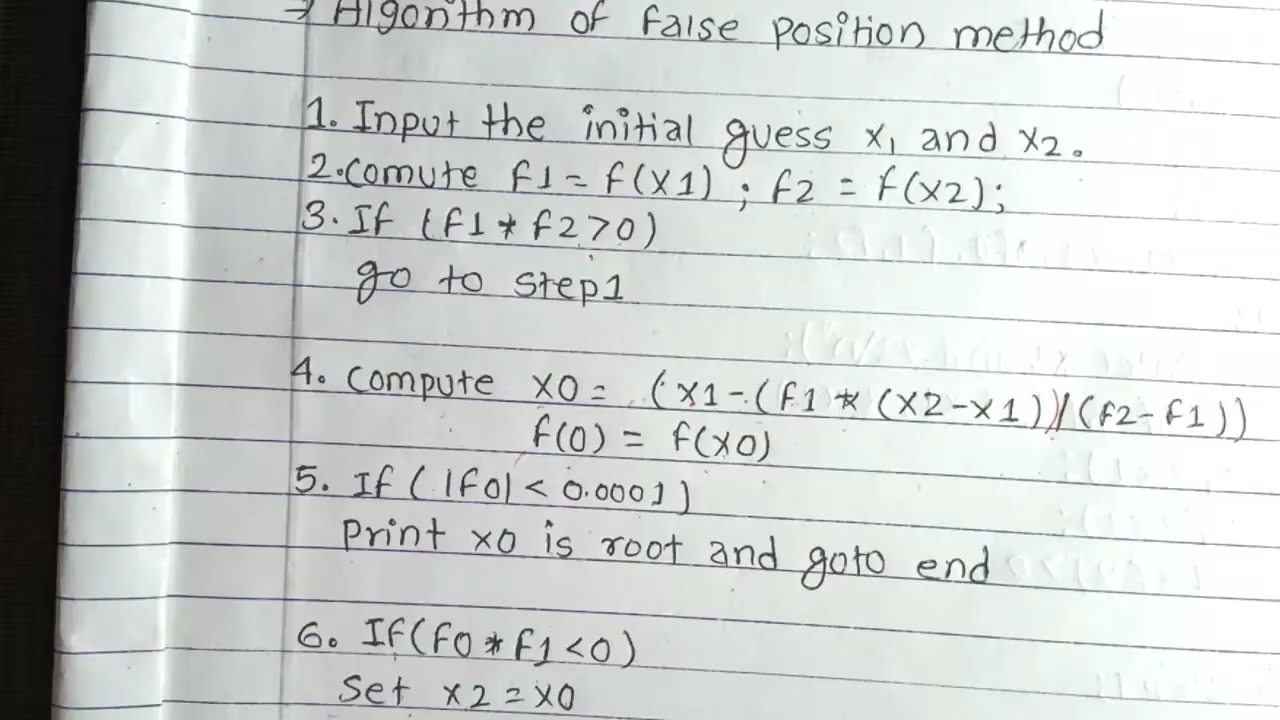 → Algorithm of false position method
1. Input the initial guess x1 and x2.
2.comute f1 = f(x1) ; f2 = f(x2);
3. If (f1 * f2 > 0)
go to step1
4. compute x0 = (x1-(f1 * (x2-x1))/(f2-f1))
f(0) = f(x0)
5. If (|f0| < 0.0001)
print x0 is root and goto end
6. If(f0 * f1 < 0)
set x2 = x0